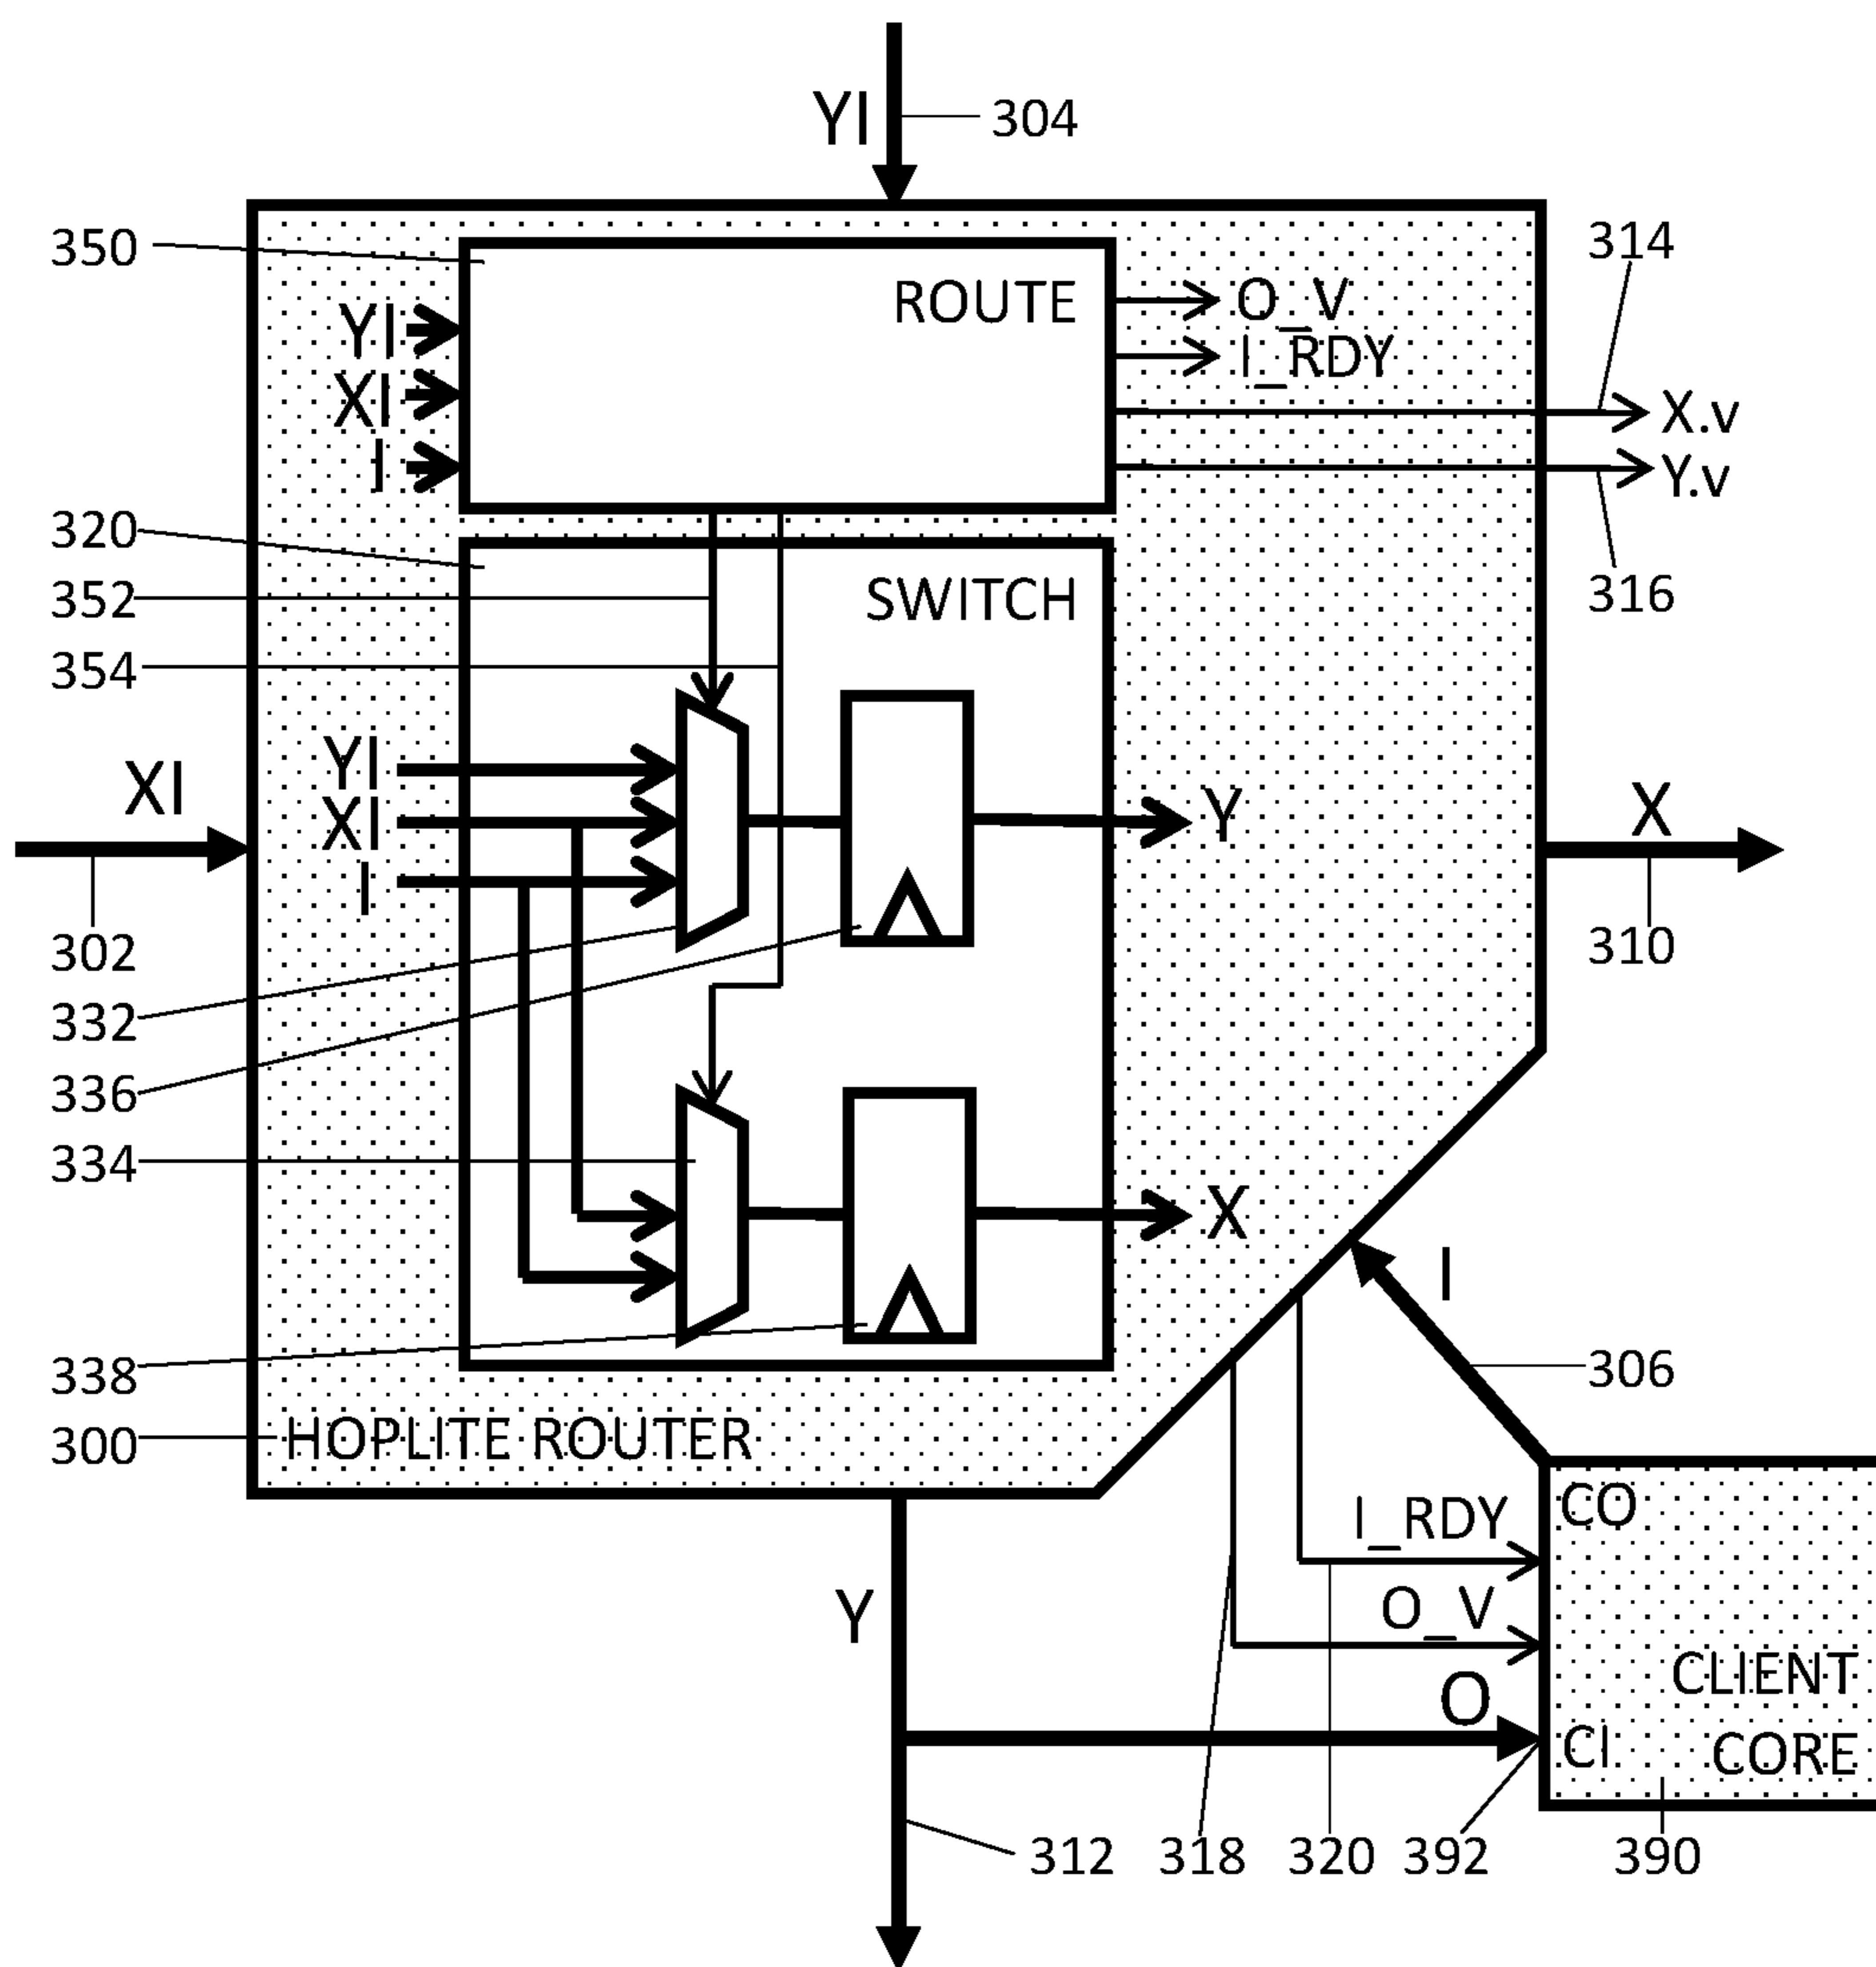 YI
304
350
314
ROUTE
O_V
YI
I_RDY
XI
X.v
I
Y.v
320
352
SWITCH
316
354
YI
XI
XI
Y
X
I
302
310
332
336
334
X
I
338
306
300
HOPLITE ROUTER
CO
I_RDY
Y
O_V
CLIENT
O
CI
CORE
312
318
320
392
390